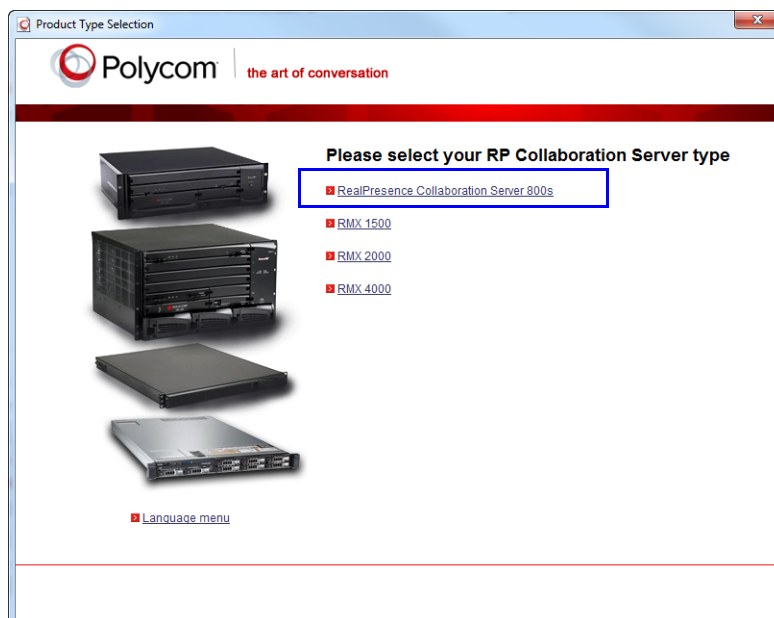 Product Type Selection
Polycom
the art of conversation
Please select your RP Collaboration Server type
RealPresence Collaboration Server 800s
RMX 1500
RMX 2000
RMX 4000
Language menu